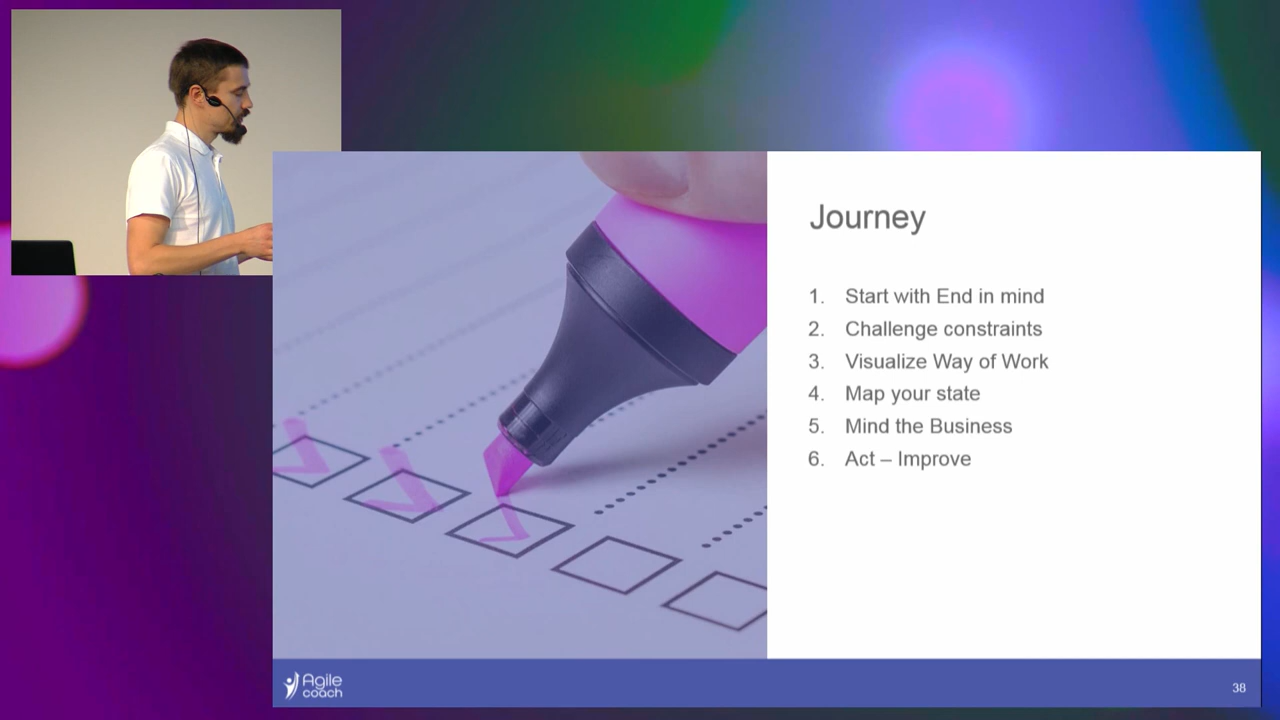 Journey
1. Start with End in mind
2. Challenge constraints
3. Visualize Way of Work
4. Map your state
5. Mind the Business
6. Act – Improve
Agile
coach
38